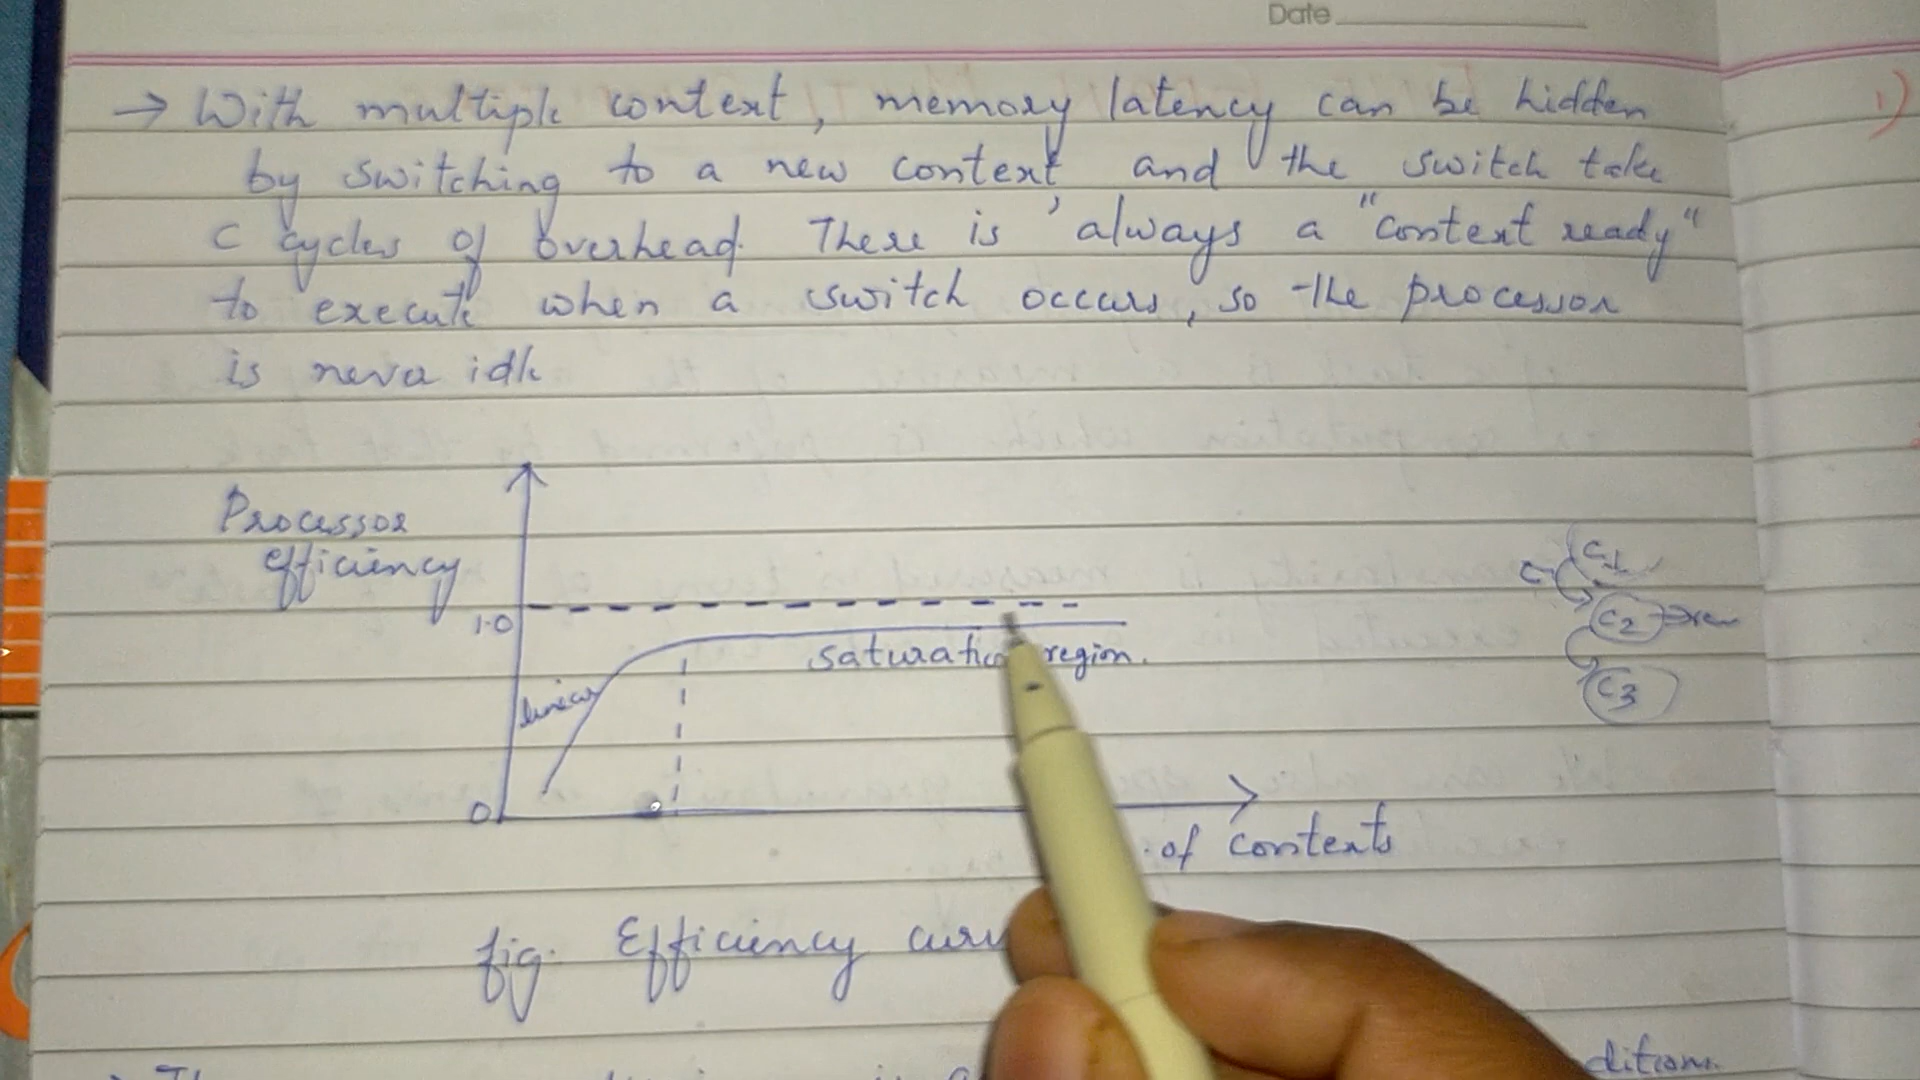 Date
→ With multiple context, memory latency can be hidden
1)
by switching to a new context and the switch take
C cycles of overhead. There is always a "context ready"
to execute when a switch occurs, so the processor
is never idle
Processor
efficiency
1.0
linear
saturation region.
0
of contexts
C
C1
C2
C3
fig. Efficiency